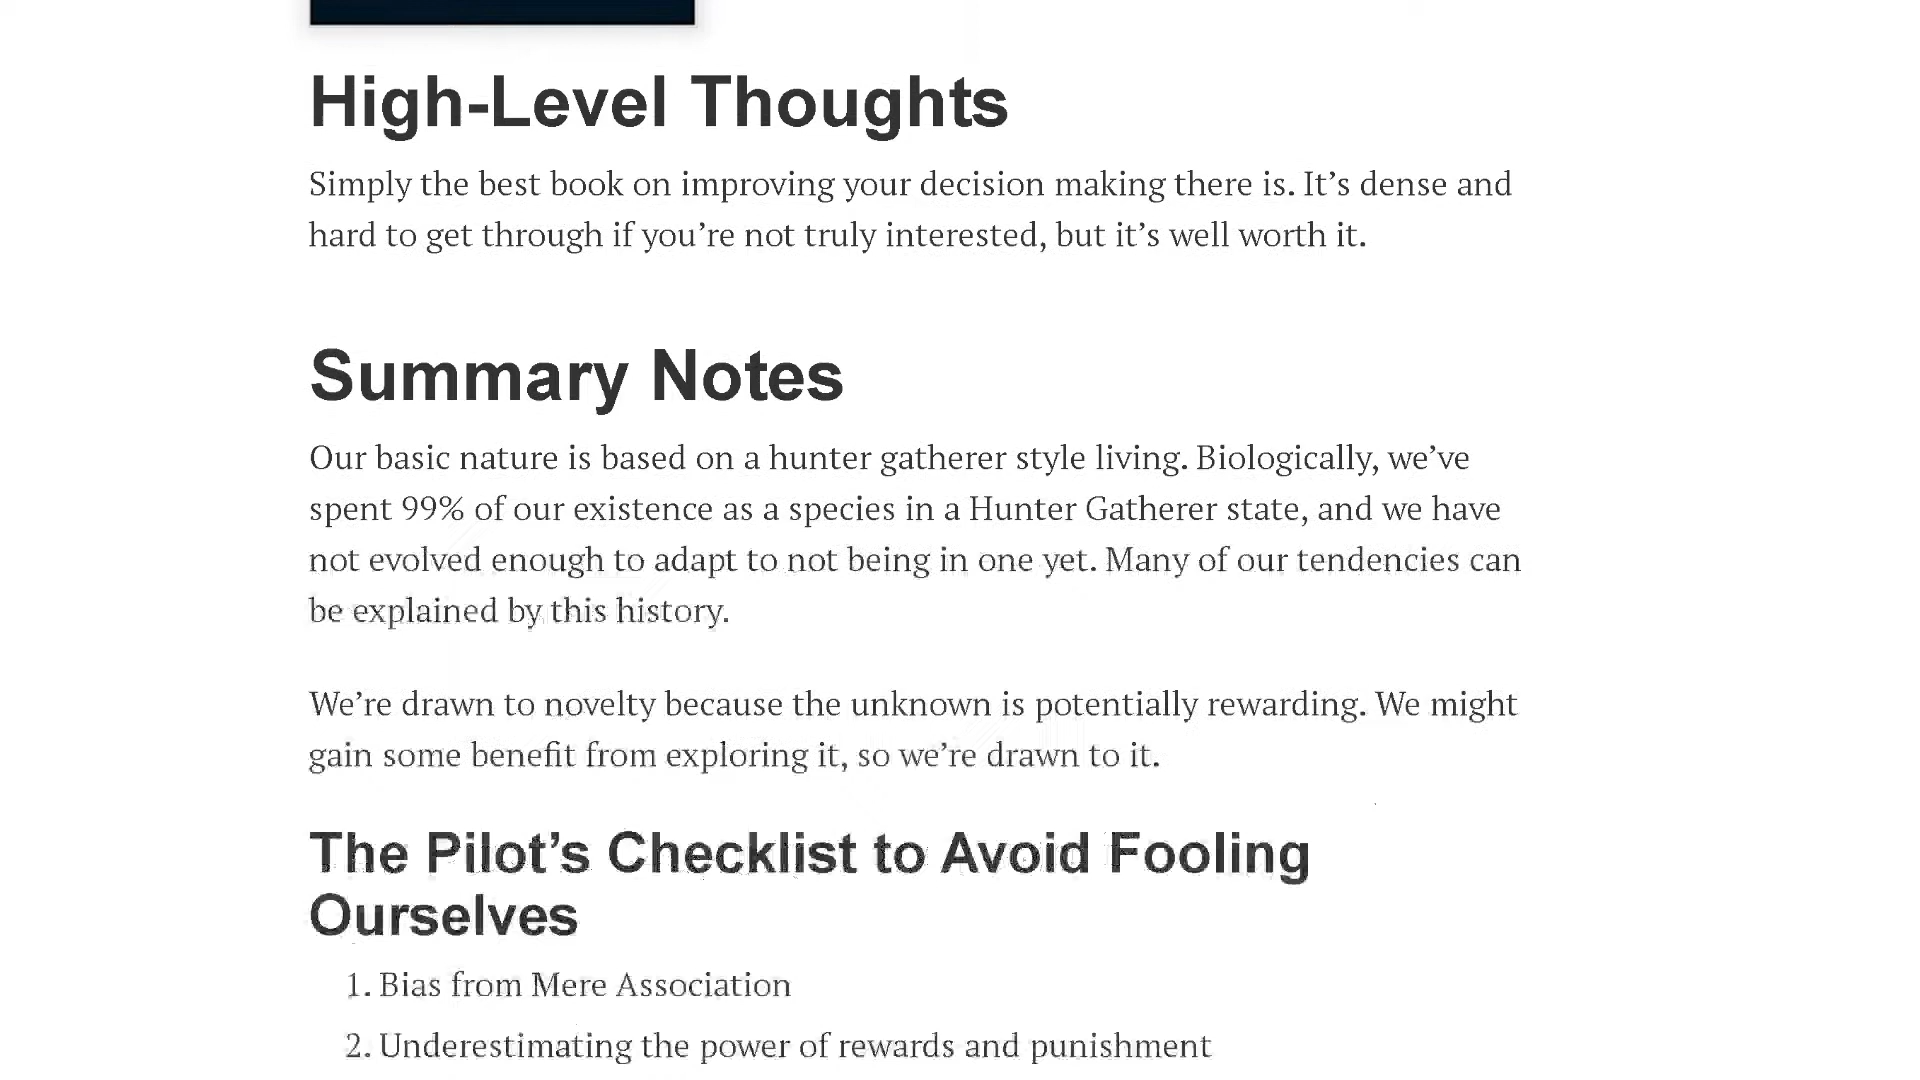 High-Level Thoughts
Simply the best book on improving your decision making there is. It’s dense and
hard to get through if you’re not truly interested, but it’s well worth it.
Summary Notes
Our basic nature is based on a hunter gatherer style living. Biologically, we’ve
spent 99% of our existence as a species in a Hunter Gatherer state, and we have
not evolved enough to adapt to not being in one yet. Many of our tendencies can
be explained by this history.
We’re drawn to novelty because the unknown is potentially rewarding. We might
gain some benefit from exploring it, so we’re drawn to it.
The Pilot’s Checklist to Avoid Fooling
Ourselves
1. Bias from Mere Association
2. Underestimating the power of rewards and punishment